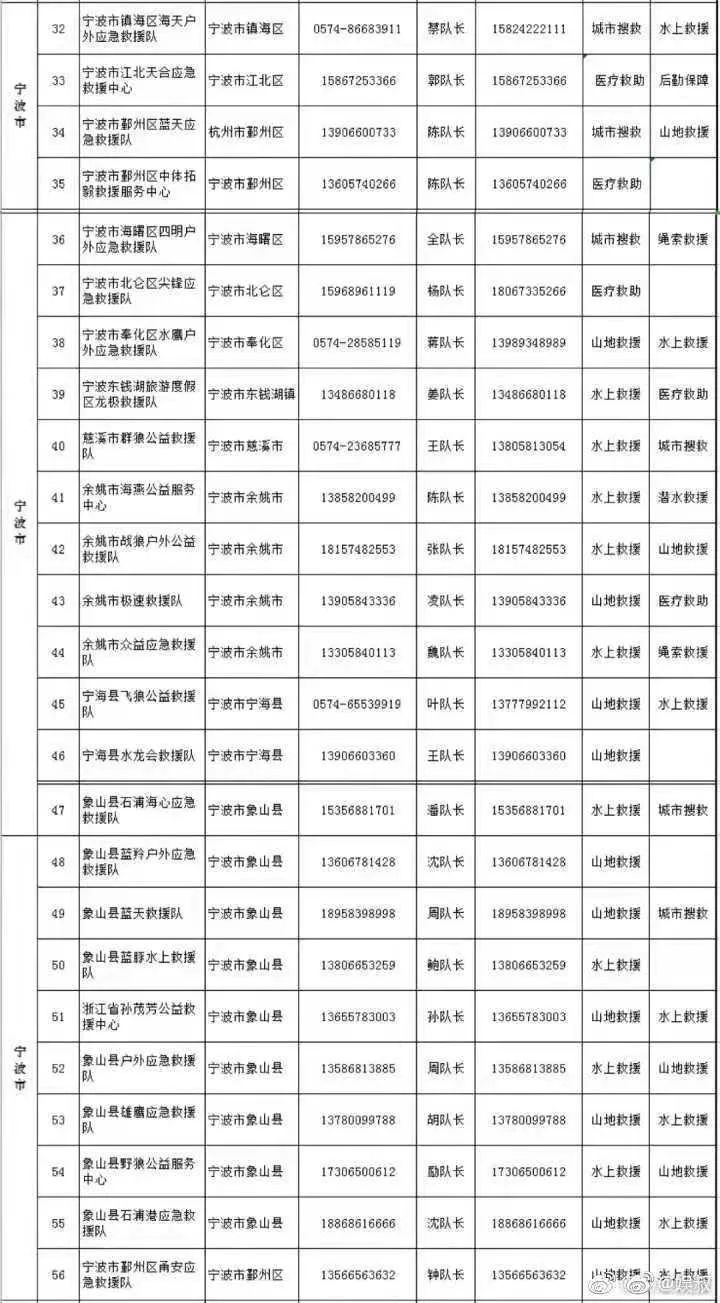 宁波市
32 宁波市镇海区海天户外应急救援队 宁波市镇海区 0574-86683911 蔡队长 15824222111 城市搜救 水上救援
33 宁波市江北天合应急救援中心 宁波市江北区 15867253366 郭队长 15867253366 医疗救助 后勤保障
34 宁波市鄞州区蓝天应急救援队 杭州市鄞州区 13906600733 陈队长 13906600733 城市搜救 山地救援
35 宁波市鄞州区中体拓毅救援服务中心 宁波市鄞州区 13605740266 陈队长 13605740266 医疗救助
宁波市
36 宁波市海曙区四明户外应急救援队 宁波市海曙区 15957865276 全队长 15957865276 城市搜救 绳索救援
37 宁波市北仑区尖锋应急救援队 宁波市北仑区 15968961119 杨队长 18067335266 医疗救助
38 宁波市奉化区水鹰户外应急救援队 宁波市奉化区 0574-28585119 蒋队长 13989348989 山地救援 水上救援
39 宁波东钱湖旅游度假区龙极救援队 宁波市东钱湖镇 13486680118 姜队长 13486680118 水上救援 医疗救助
40 慈溪市群狼公益救援队 宁波市慈溪市 0574-23685777 王队长 13805813054 水上救援 城市搜救
41 余姚市海燕公益服务中心 宁波市余姚市 13858200499 陈队长 13858200499 水上救援 潜水救援
42 余姚市战狼户外公益救援队 宁波市余姚市 18157482553 张队长 18157482553 水上救援 山地救援
43 余姚市极速救援队 宁波市余姚市 13905843336 凌队长 13905843336 山地救援 医疗救助
44 余姚市众益应急救援队 宁波市余姚市 13305840113 魏队长 13305840113 水上救援 绳索救援
45 宁海县飞狼公益救援队 宁波市宁海县 0574-65539919 叶队长 13777992112 山地救援 水上救援
46 宁海县水龙会救援队 宁波市宁海县 13906603360 王队长 13906603360 山地救援
47 象山县石浦海心应急救援队 宁波市象山县 15356881701 潘队长 15356881701 水上救援 城市搜救
宁波市
48 象山县蓝羚户外应急救援队 宁波市象山县 13606781428 沈队长 13606781428 山地救援
49 象山县蓝天救援队 宁波市象山县 18958398998 周队长 18958398998 山地救援 城市搜救
50 象山县蓝豚水上救援队 宁波市象山县 13806653259 鲍队长 13806653259 水上救援
51 浙江省孙茂芳公益救援中心 宁波市象山县 13655783003 孙队长 13655783003 山地救援 水上救援
52 象山县户外应急救援队 宁波市象山县 13586813885 周队长 13586813885 水上救援 山地救援
53 象山县雄鹰应急救援队 宁波市象山县 13780099788 胡队长 13780099788 山地救援 水上救援
54 象山县野狼公益服务中心 宁波市象山县 17306500612 励队长 17306500612 水上救援 山地救援
55 象山县石浦港应急救援队 宁波市象山县 18868616666 沈队长 18868616666 山地救援 水上救援
56 宁波市鄞州区甬安应急救援队 宁波市鄞州区 13566563632 钟队长 13566563632 山地救援 水上救援